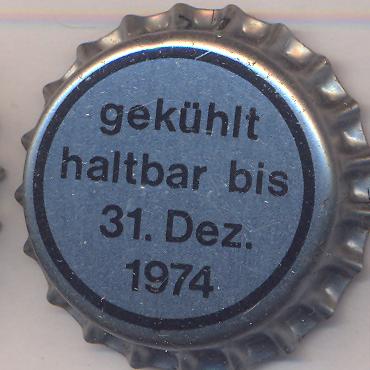 gekühlt
haltbar bis
31. Dez.
1974